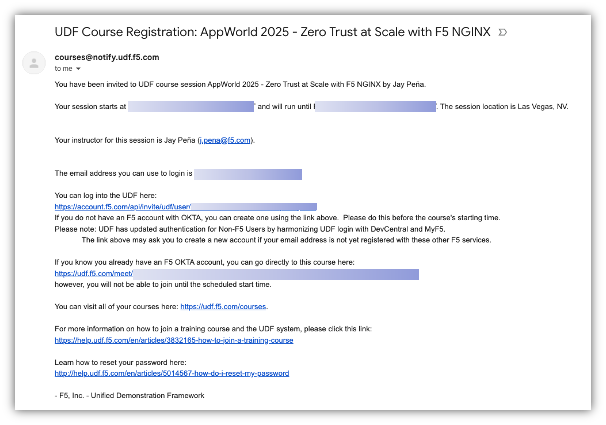 UDF Course Registration: AppWorld 2025 - Zero Trust at Scale with F5 NGINX
courses@notify.udf.f5.com
to me
You have been invited to UDF course session AppWorld 2025 - Zero Trust at Scale with F5 NGINX by Jay Peña.
Your session starts at and will run until . The session location is Las Vegas, NV.
Your instructor for this session is Jay Peña (j.pena@f5.com).
The email address you can use to login is
You can log into the UDF here:
https://account.f5.com/api/invite/udf/user/
If you do not have an F5 account with OKTA, you can create one using the link above. Please do this before the course's starting time.
Please note: UDF has updated authentication for Non-F5 Users by harmonizing UDF login with DevCentral and MyF5.
The link above may ask you to create a new account if your email address is not yet registered with these other F5 services.
If you know you already have an F5 OKTA account, you can go directly to this course here:
https://udf.f5.com/meet/
however, you will not be able to join until the scheduled start time.
You can visit all of your courses here: https://udf.f5.com/courses.
For more information on how to join a training course and the UDF system, please click this link:
https://help.udf.f5.com/en/articles/3832165-how-to-join-a-training-course
Learn how to reset your password here:
http://help.udf.f5.com/en/articles/5014567-how-do-i-reset-my-password
- F5, Inc. - Unified Demonstration Framework